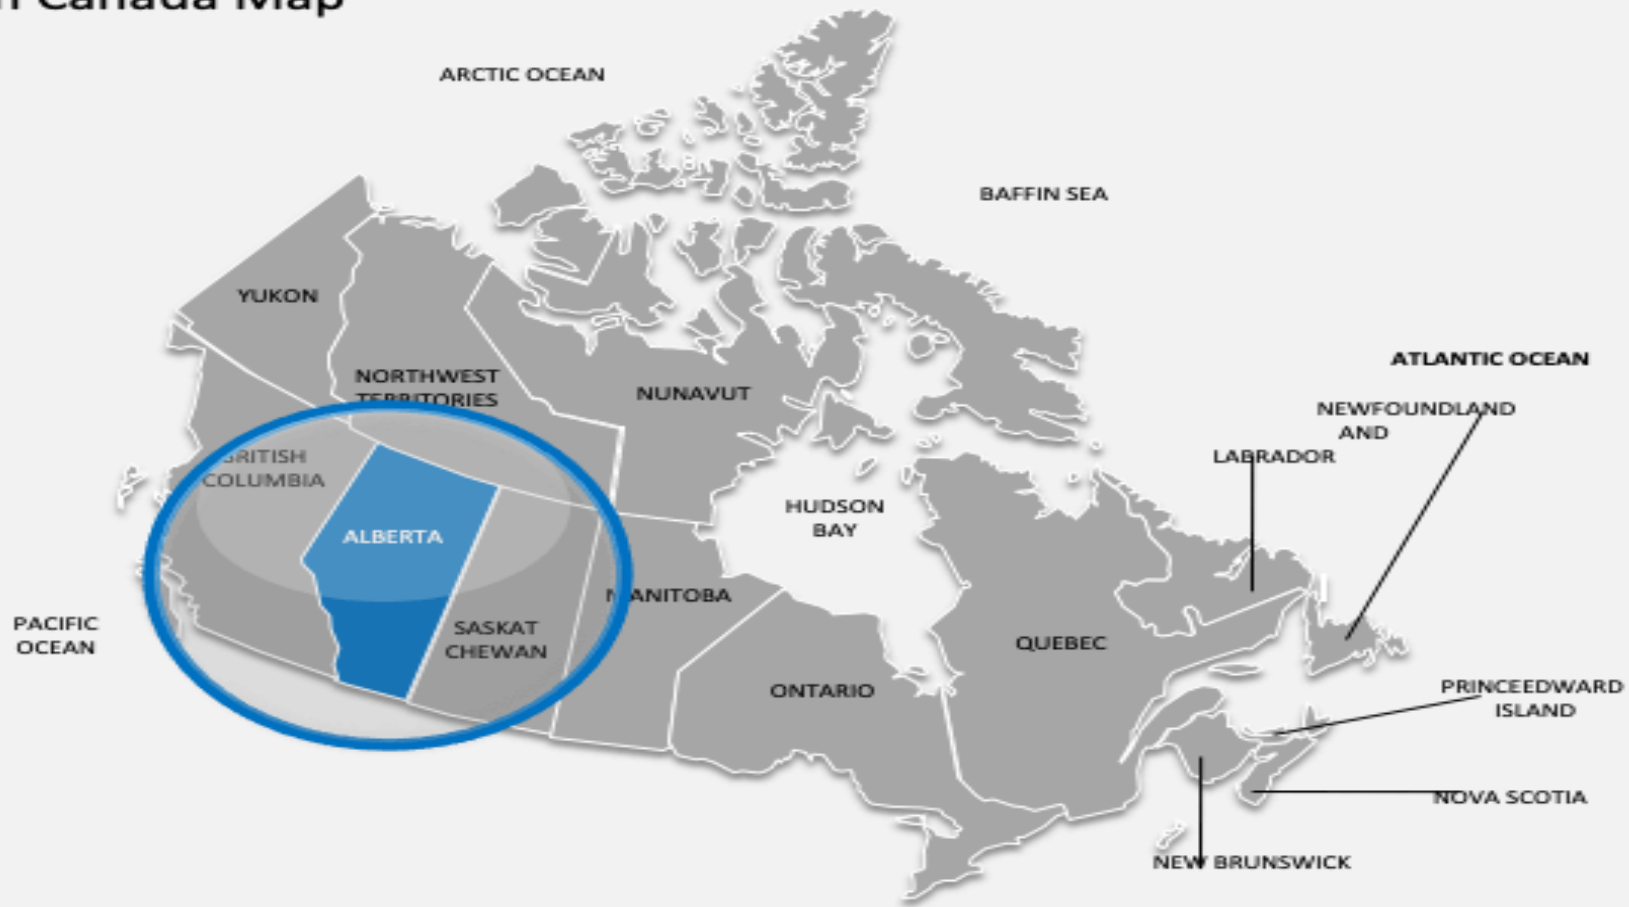 Canada Map
ARCTIC OCEAN
BAFFIN SEA
YUKON
ATLANTIC OCEAN
NORTHWEST
TERRITORIES
NUNAVUT
NEWFOUNDLAND
AND
LABRADOR
BRITISH
COLUMBIA
HUDSON
BAY
ALBERTA
MANITOBA
PACIFIC
OCEAN
SASKAT
CHEWAN
QUEBEC
ONTARIO
PRINCEEDWARD
ISLAND
NOVA SCOTIA
NEW BRUNSWICK